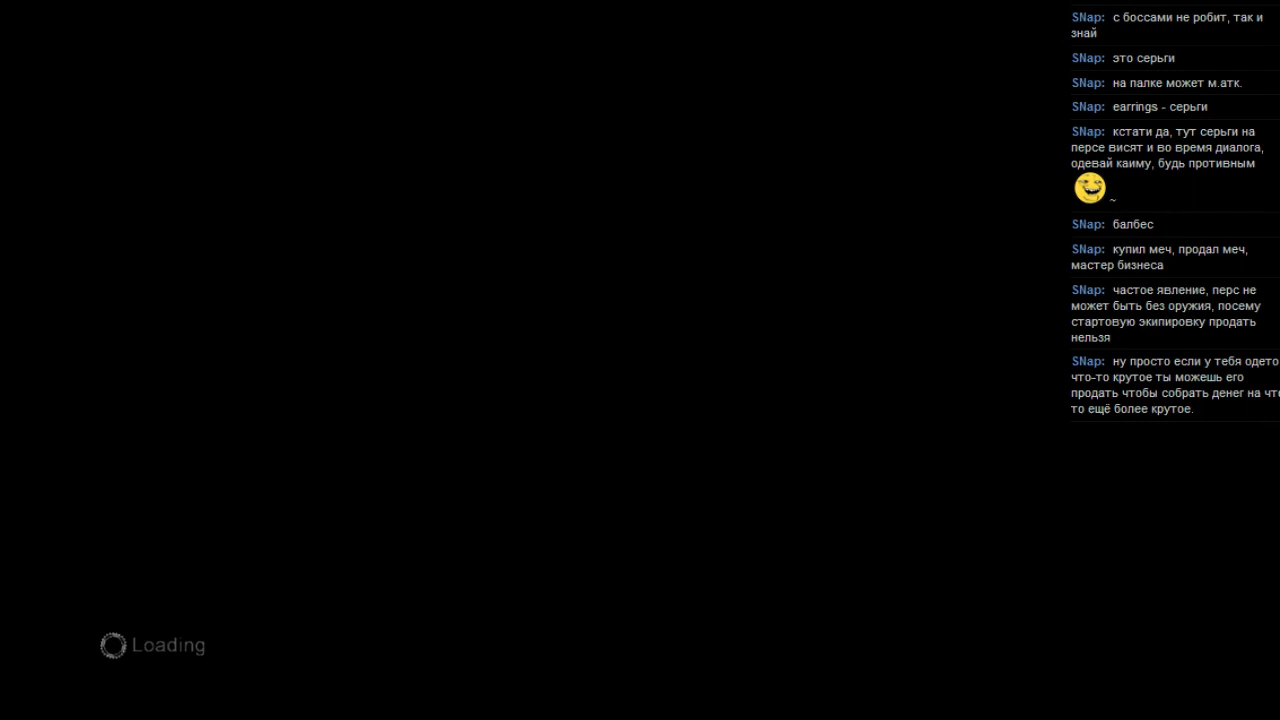 SNap: с боссами не робит, так и
знай
SNap: это серьги
SNap: на палке может м.атк.
SNap: earrings - серьги
SNap: кстати да, тут серьги на
персе висят и во время диалога,
одевай каиму, будь противным
~
SNap: балбес
SNap: купил меч, продал меч,
мастер бизнеса
SNap: частое явление, перс не
может быть без оружия, посему
стартовую экипировку продать
нельзя
SNap: ну просто если у тебя одето
что-то крутое ты можешь его
продать чтобы собрать денег на что
то ещё более крутое.
Loading